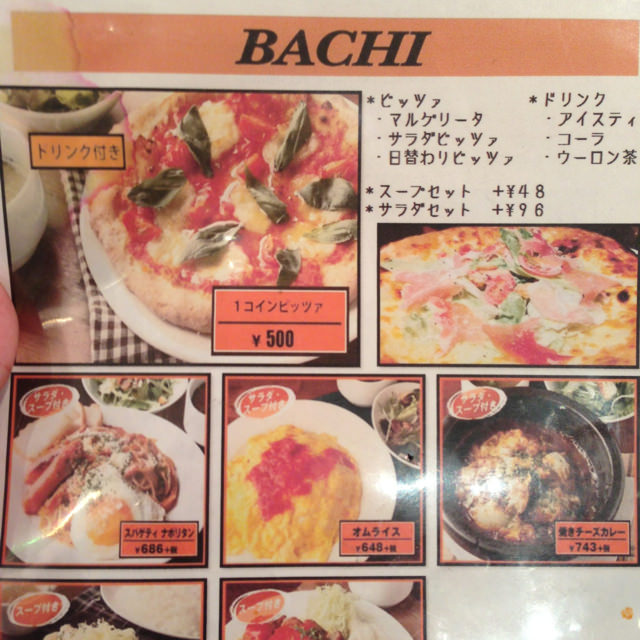 BACHI
ドリンク付き
1コインピッツァ
¥ 500
*ピッツァ
・マルゲリータ
・サラダピッツァ
・日替わりピッツァ
*ドリンク
・アイスティ
・コーラ
・ウーロン茶
*スープセット +¥48
*サラダセット +¥96
サラダ・
スープ付き
スパゲティ ナポリタン
¥686+税
サラダ・
スープ付き
オムライス
¥648+税
サラダ・
スープ付き
焼きチーズカレー
¥743+税
スープ付き
スープ付き